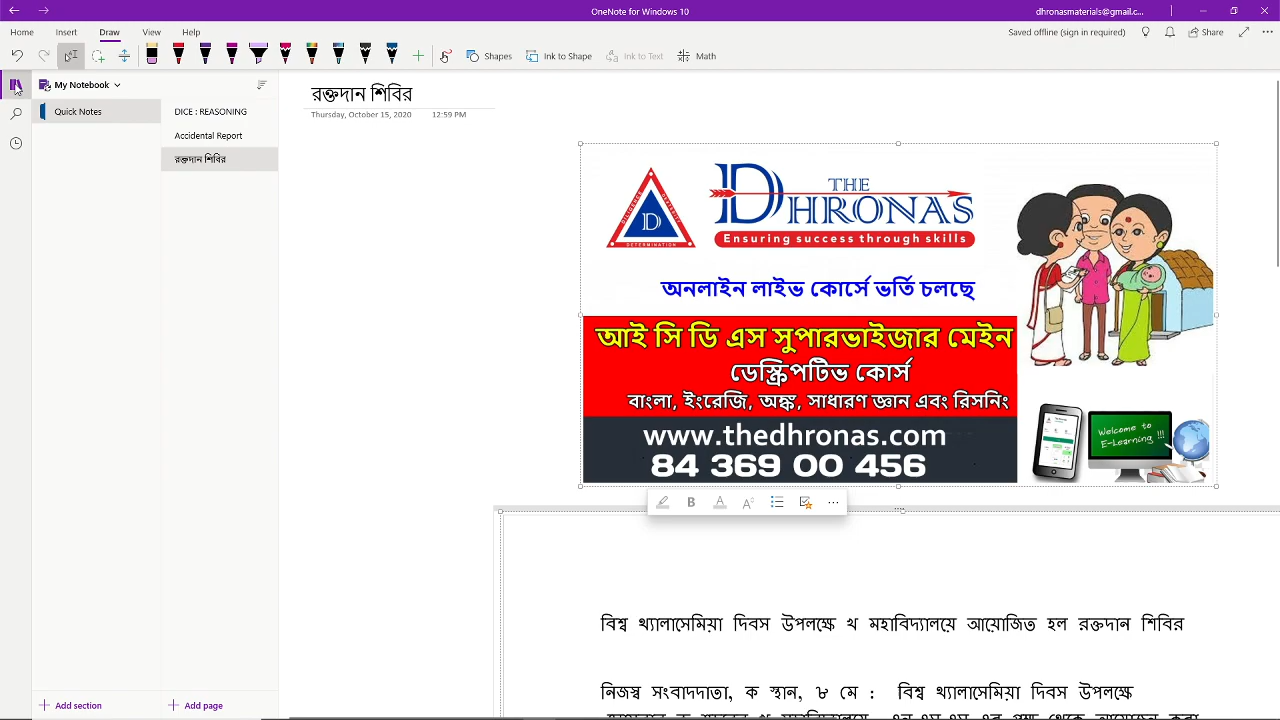 OneNote for Windows 10
dhronasmaterials@gmail.c...
Home Insert Draw View Help
Saved offline (sign in required)
Share
Shapes
Ink to Shape
Ink to Text
Math
My Notebook
Quick Notes
DICE : REASONING
Accidental Report
রক্তদান শিবির
রক্তদান শিবির
Thursday, October 15, 2020 12:59 PM
DETERMINATION
D
THE
DHRONAS
Ensuring success through skills
অনলাইন লাইভ কোর্সে ভর্তি চলছে
আই সি ডি এস সুপারভাইজার মেইন
ডেস্ক্রিপটিভ কোর্স
বাংলা, ইংরেজি, অঙ্ক, সাধারণ জ্ঞান এবং রিসনিং
www.thedhronas.com
84 369 00 456
Welcome to
E-Learning !!!
বিশ্ব থ্যালাসেমিয়া দিবস উপলক্ষে খ মহাবিদ্যালয়ে আয়োজিত হল রক্তদান শিবির
নিজস্ব সংবাদদাতা, ক স্থান, ৮ মে : বিশ্ব থ্যালাসেমিয়া দিবস উপলক্ষে
Add section
Add page